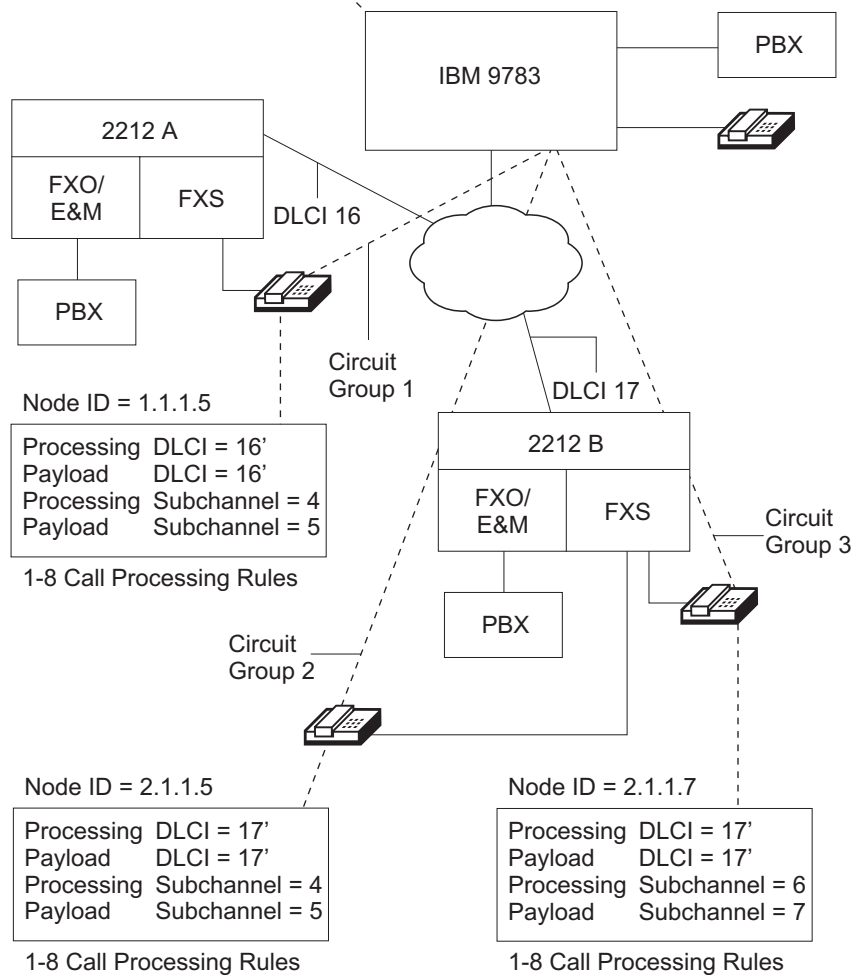 IBM 9783
PBX
2212 A
FXO/
E&M
FXS
DLCI 16
PBX
Circuit
Group 1
DLCI 17
Node ID = 1.1.1.5
Processing DLCI = 16’
Payload DLCI = 16’
Processing Subchannel = 4
Payload Subchannel = 5
1-8 Call Processing Rules
2212 B
FXO/
E&M
FXS
Circuit
Group 3
PBX
Circuit
Group 2
Node ID = 2.1.1.5
Processing DLCI = 17’
Payload DLCI = 17’
Processing Subchannel = 4
Payload Subchannel = 5
1-8 Call Processing Rules
Node ID = 2.1.1.7
Processing DLCI = 17’
Payload DLCI = 17’
Processing Subchannel = 6
Payload Subchannel = 7
1-8 Call Processing Rules